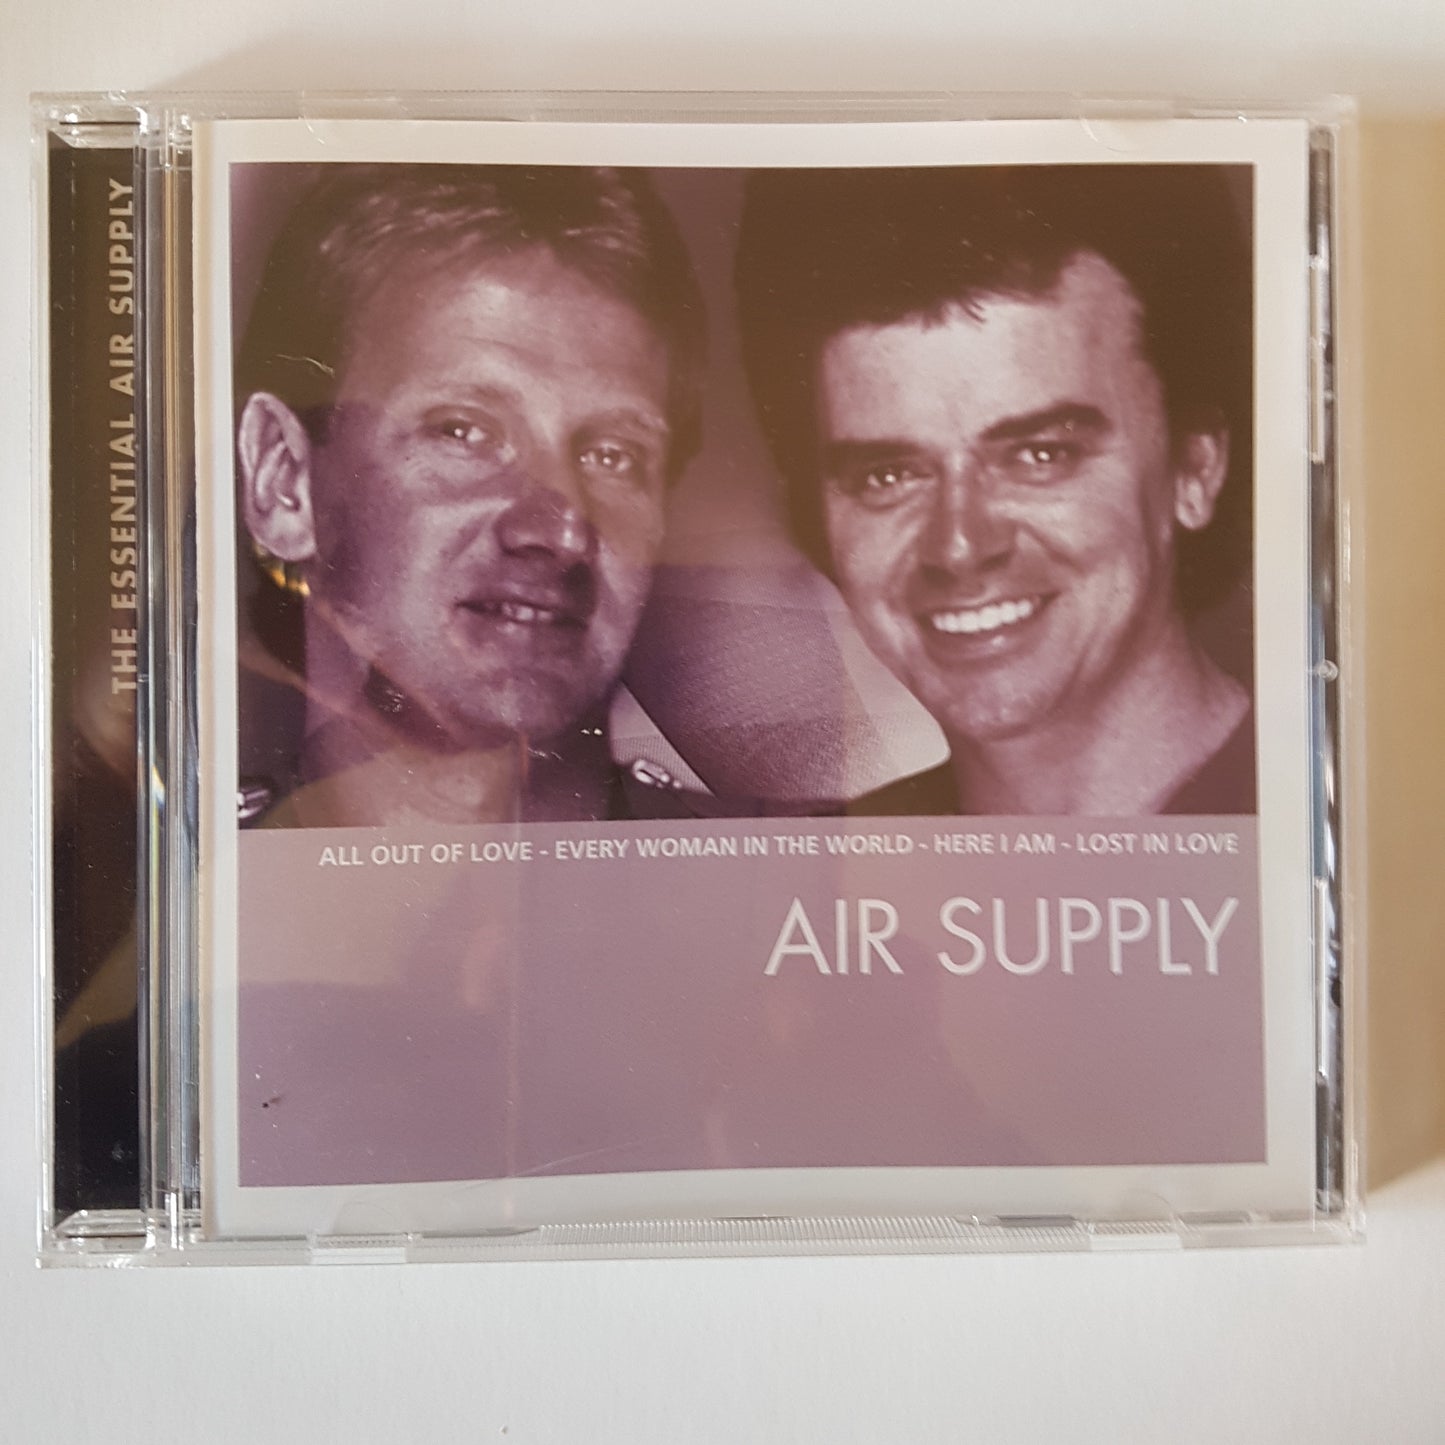 THE ESSENTIAL AIR SUPPLY
ALL OUT OF LOVE - EVERY WOMAN IN THE WORLD - HERE I AM - LOST IN LOVE
AIR SUPPLY